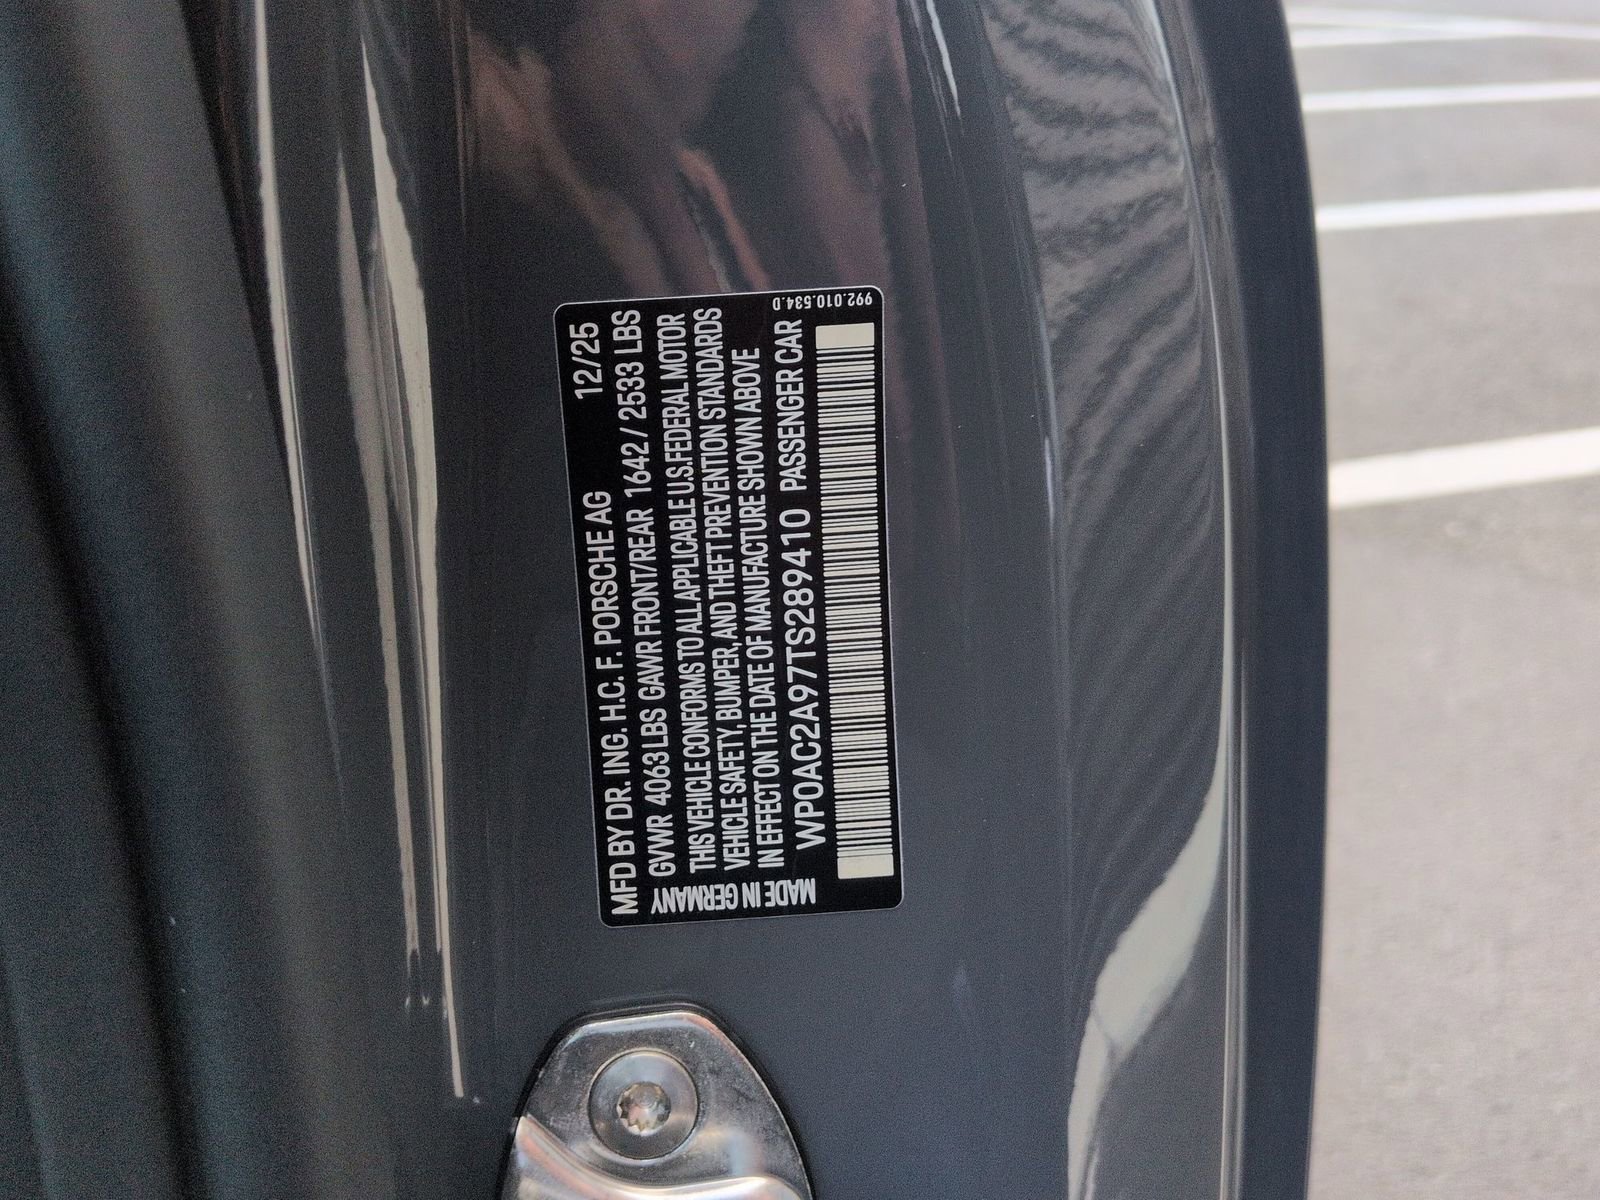 MFD BY DR. ING. H.C. F. PORSCHE AG 12/25
GVWR 4063 LBS GAWR FRONT/REAR 1642 / 2533 LBS
THIS VEHICLE CONFORMS TO ALL APPLICABLE U.S.FEDERAL MOTOR
VEHICLE SAFETY, BUMPER, AND THEFT PREVENTION STANDARDS
IN EFFECT ON THE DATE OF MANUFACTURE SHOWN ABOVE
WP0AC2A97TS289410 PASSENGER CAR
MADE IN GERMANY
992.010.534.D